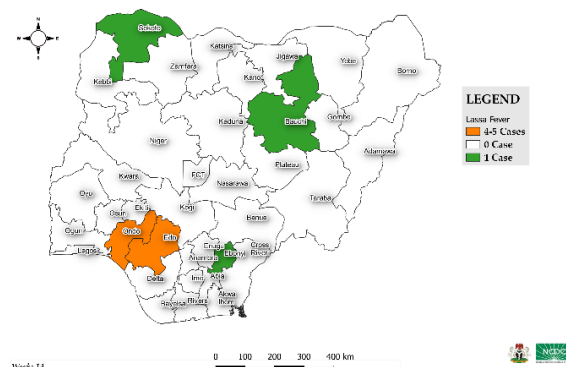 N
W
E
S
Sokoto
Katsina
Jigawa
Yobe
Borno
Zamfara
Kano
Kebbi
Kaduna
Bauchi
Gombe
Adamawa
Niger
Plateau
Kwara
FCT
Nasarawa
Taraba
Oyo
Ekiti
Kogi
Benue
Osun
Ondo
Edo
Ogun
Lagos
Enugu
Anambra
Ebonyi
Cross
River
Delta
Imo
Abia
Bayelsa
Rivers
Akwa
Ibom
LEGEND
Lassa Fever
4-5 Cases
0 Case
1 Case
0 100 200 300 400 km
NCDC